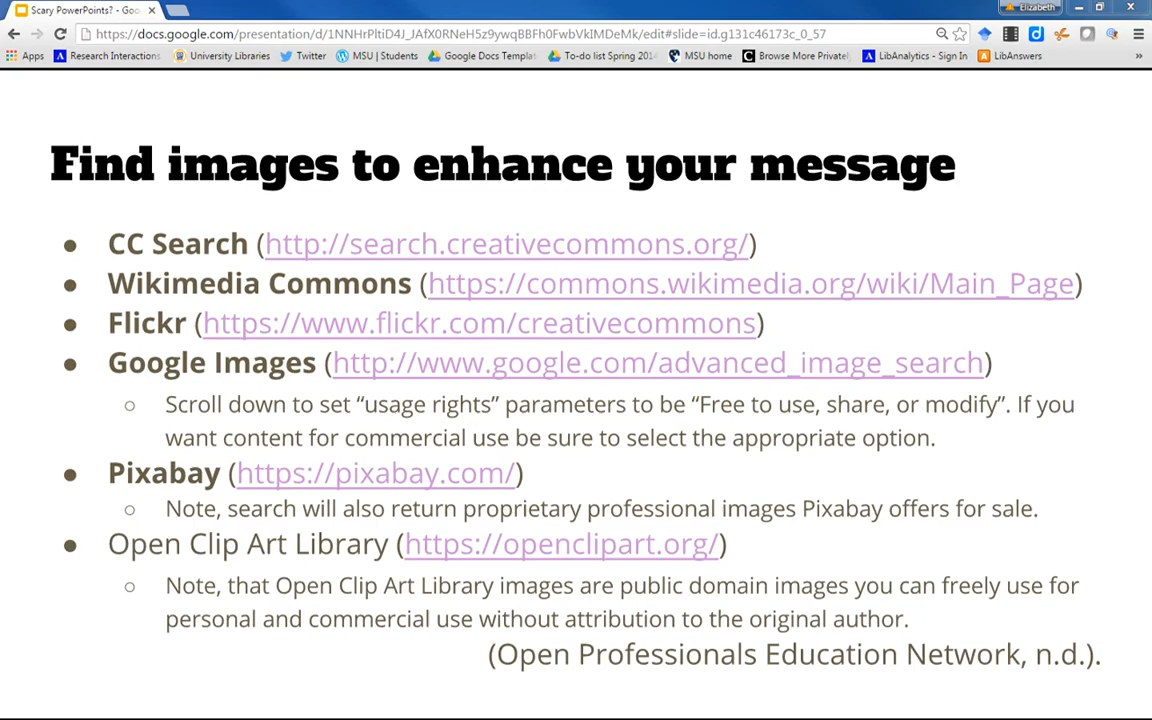 Scary PowerPoints? - Goo
Elizabeth
https://docs.google.com/presentation/d/1NNHrPltiD4J_JAfX0RNeH5z9ywqBBFh0FwbVkIMDeMk/edit#slide=id.g131c46173c_0_57
Apps Research Interactions University Libraries Twitter MSU | Students Google Docs Templat To-do list Spring 2014 MSU home Browse More Privatel LibAnalytics - Sign In LibAnswers »
Find images to enhance your message
● CC Search (http://search.creativecommons.org/)
● Wikimedia Commons (https://commons.wikimedia.org/wiki/Main_Page)
● Flickr (https://www.flickr.com/creativecommons)
● Google Images (http://www.google.com/advanced_image_search)
○ Scroll down to set “usage rights” parameters to be “Free to use, share, or modify”. If you
want content for commercial use be sure to select the appropriate option.
● Pixabay (https://pixabay.com/)
○ Note, search will also return proprietary professional images Pixabay offers for sale.
● Open Clip Art Library (https://openclipart.org/)
○ Note, that Open Clip Art Library images are public domain images you can freely use for
personal and commercial use without attribution to the original author.
(Open Professionals Education Network, n.d.).